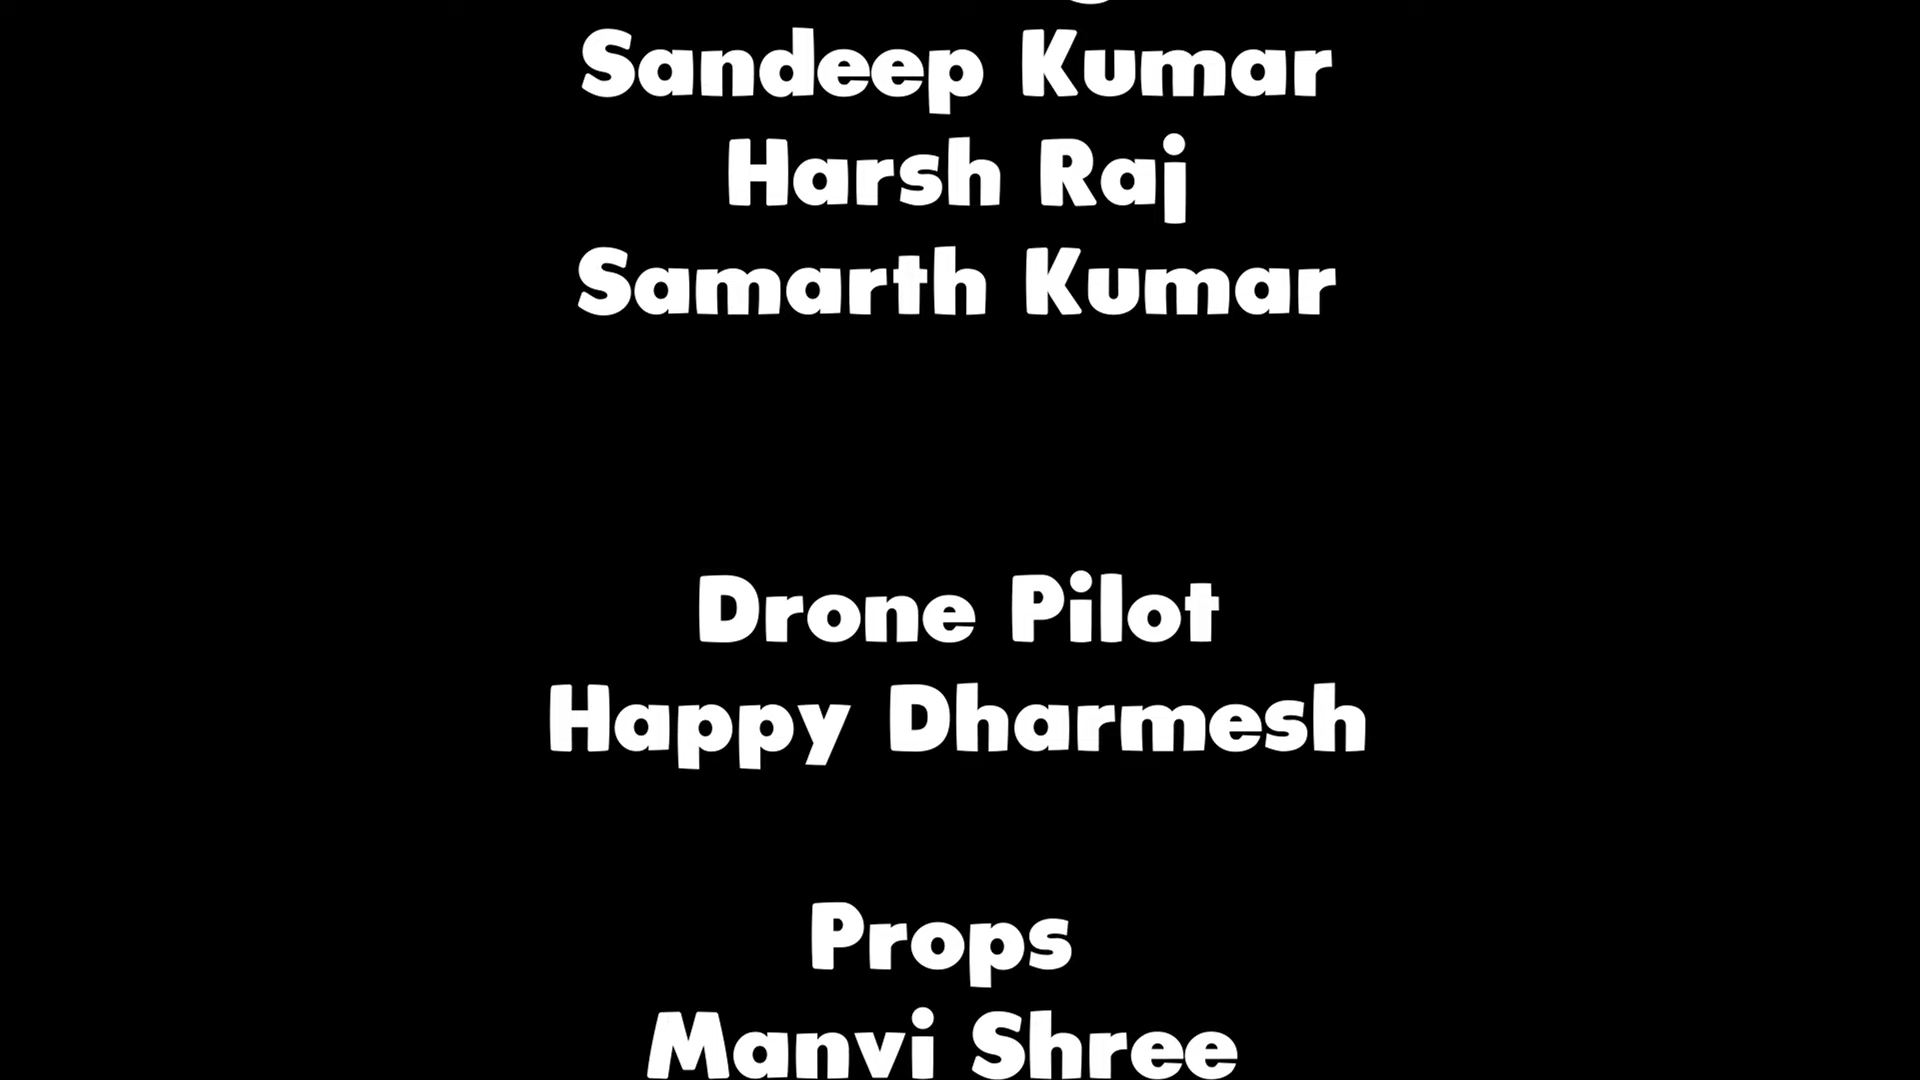 Sandeep Kumar
Harsh Raj
Samarth Kumar
Drone Pilot
Happy Dharmesh
Props
Manvi Shree